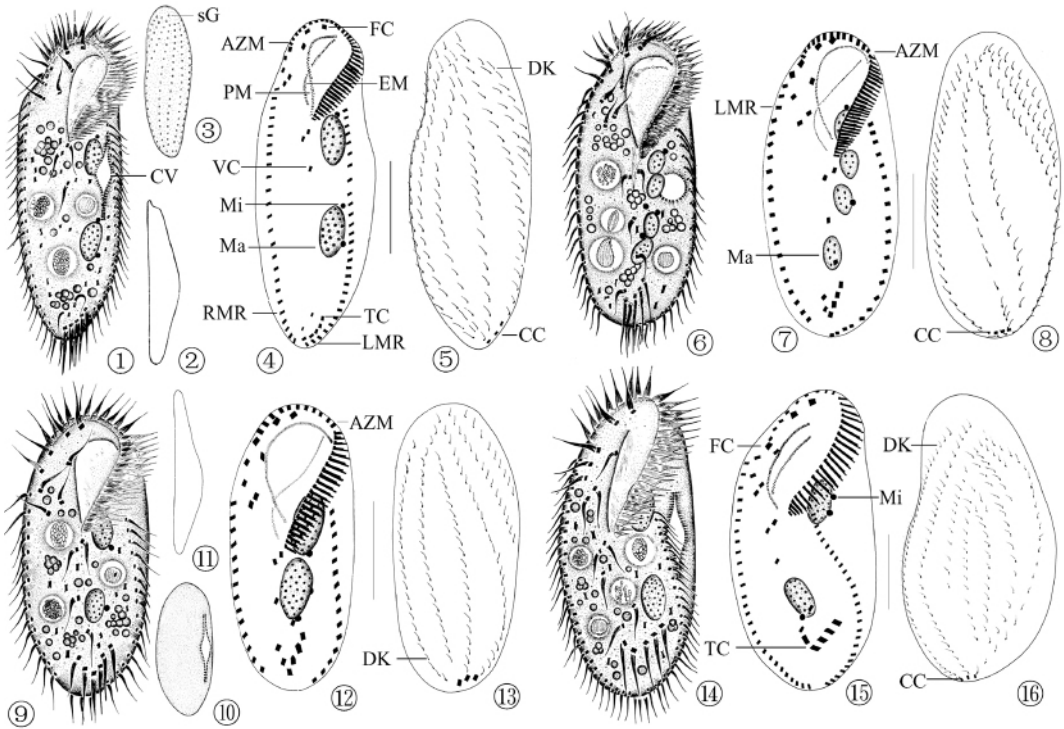 sG
③
CV
①
②
AZM
FC
PM
EM
VC
Mi
Ma
RMR
TC
LMR
④
DK
CC
⑤
⑥
AZM
LMR
Ma
⑦
CC
⑧
⑨
⑪
⑩
AZM
⑫
DK
⑬
⑭
FC
Mi
TC
⑮
DK
CC
⑯